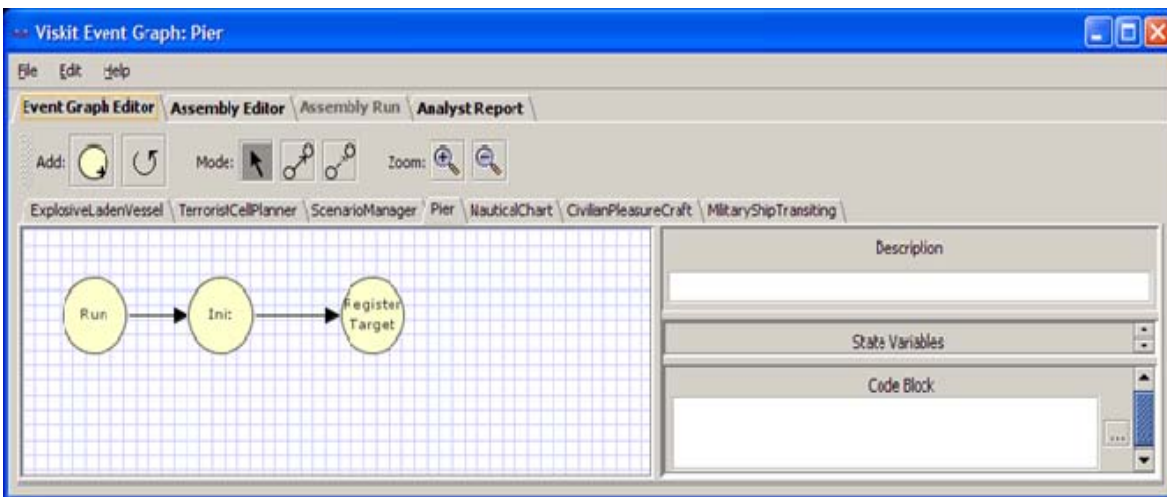 Viskit Event Graph: Pier
File Edit Help
Event Graph Editor Assembly Editor Assembly Run Analyst Report
Add: Mode: Zoom:
ExplosiveLadenVessel TerroristCellPlanner ScenarioManager Pier NauticalChart CivilianPleasureCraft MilitaryShipTransiting
Description
Run Init Register
Target
State Variables
Code Block
...